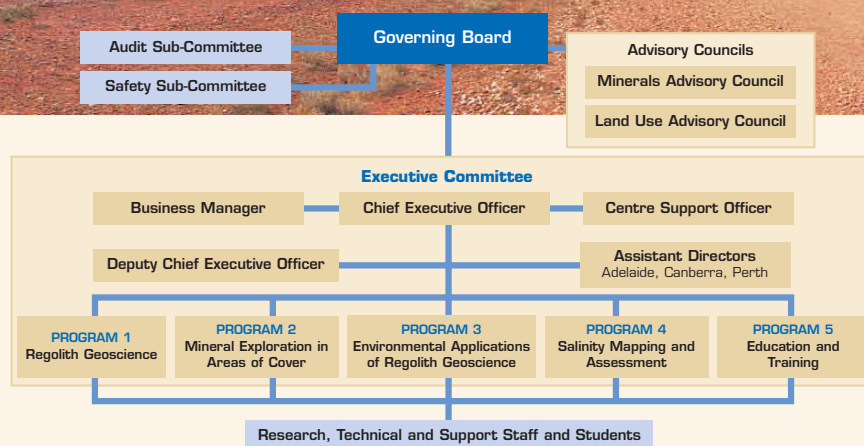 Governing Board
Audit Sub-Committee
Safety Sub-Committee
Advisory Councils
Minerals Advisory Council
Land Use Advisory Council
Executive Committee
Business Manager
Chief Executive Officer
Centre Support Officer
Deputy Chief Executive Officer
Assistant Directors
Adelaide, Canberra, Perth
PROGRAM 1
Regolith Geoscience
PROGRAM 2
Mineral Exploration in
Areas of Cover
PROGRAM 3
Environmental Applications
of Regolith Geoscience
PROGRAM 4
Salinity Mapping and
Assessment
PROGRAM 5
Education and
Training
Research, Technical and Support Staff and Students